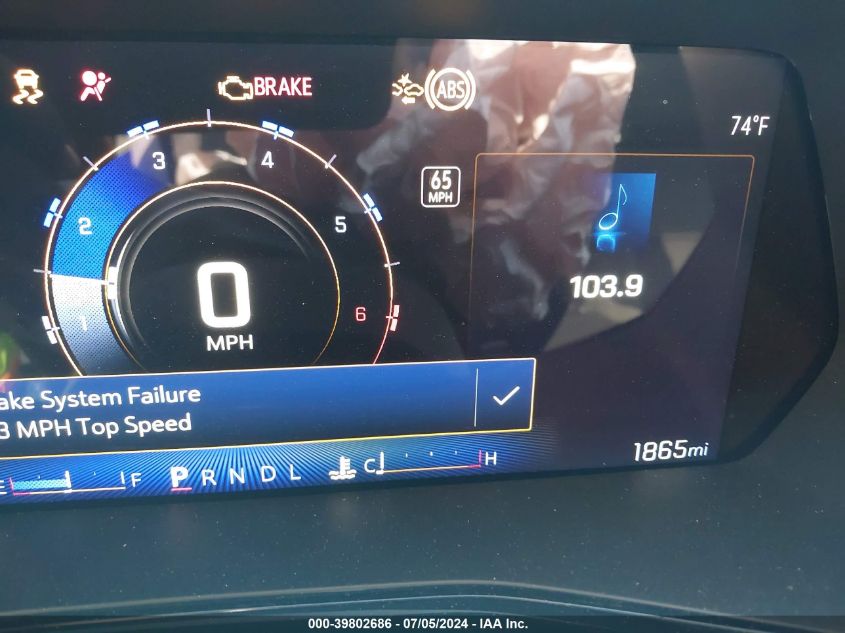 BRAKE
ABS
74°F
3
4
65
MPH
2
5
103.9
0
1
6
MPH
ake System Failure
3 MPH Top Speed
1865mi
E
F
P R N D L
C
H
000-39802686 - 07/05/2024 - IAA Inc.